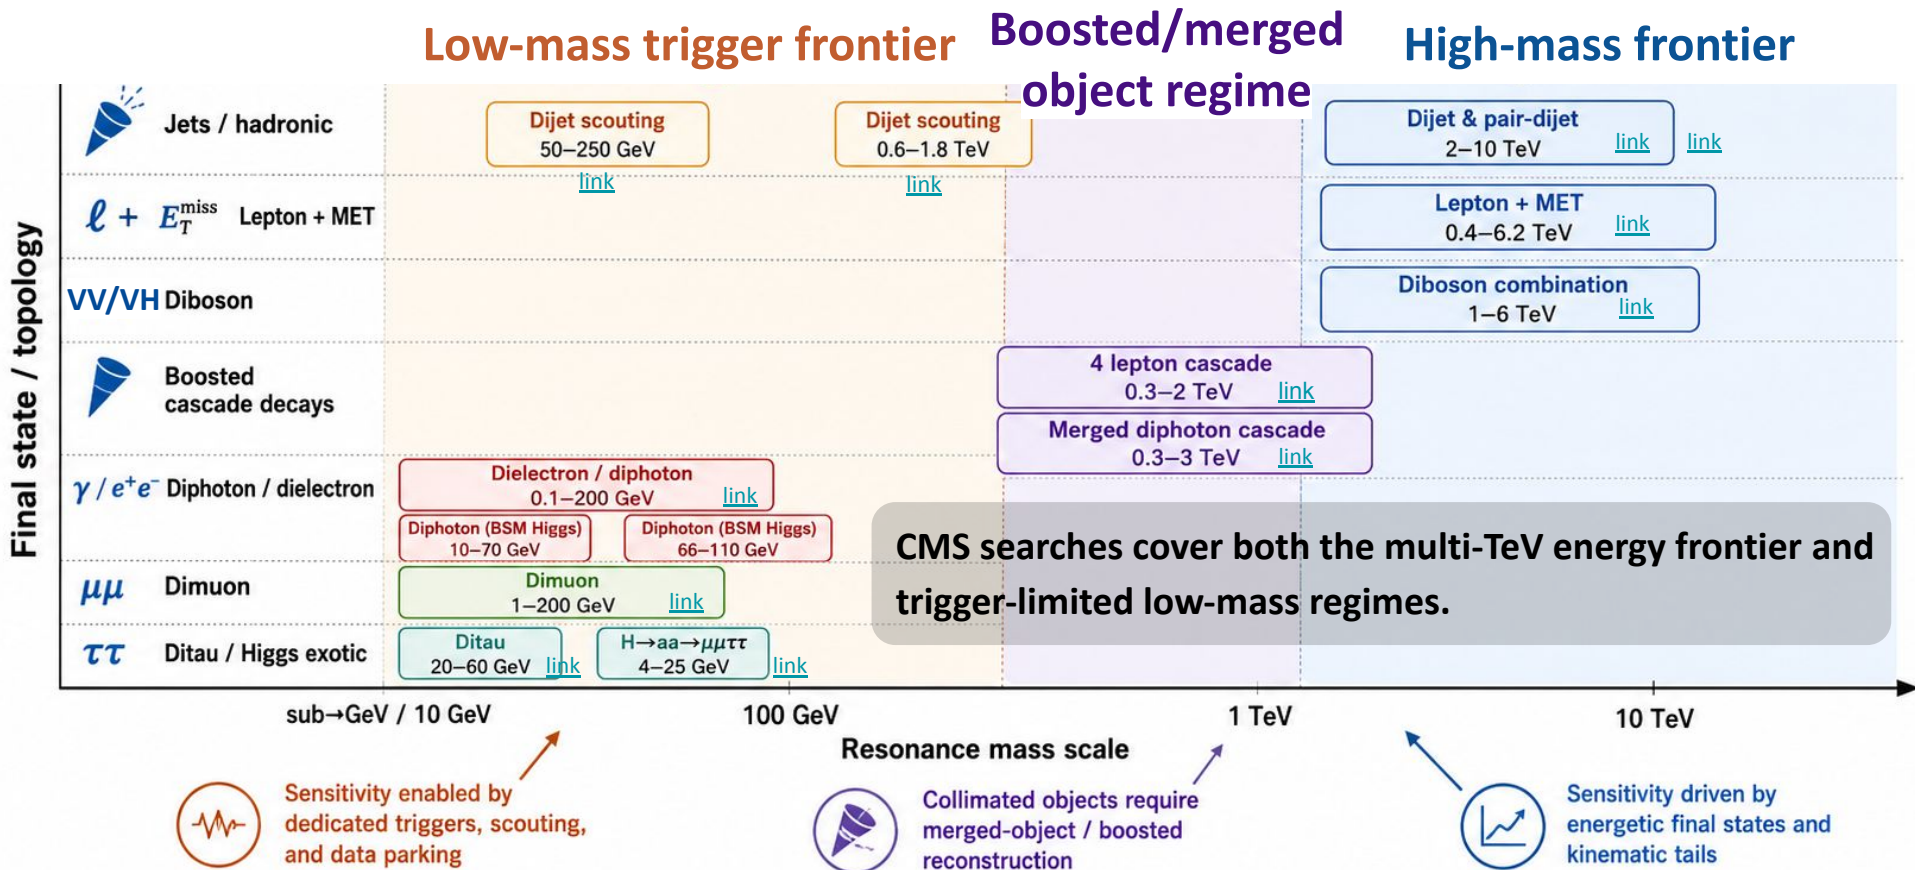 Low-mass trigger frontier
Boosted/merged
object regime
High-mass frontier
Final state / topology
Jets / hadronic
Dijet scouting
50–250 GeV
link
Dijet scouting
0.6–1.8 TeV
link
Dijet & pair-dijet
2–10 TeV
link
link
ℓ + E_T^miss Lepton + MET
Lepton + MET
0.4–6.2 TeV
link
VV/VH Diboson
Diboson combination
1–6 TeV
link
Boosted
cascade decays
4 lepton cascade
0.3–2 TeV
link
Merged diphoton cascade
0.3–3 TeV
link
γ / e⁺e⁻ Diphoton / dielectron
Dielectron / diphoton
0.1–200 GeV
link
Diphoton (BSM Higgs)
10–70 GeV
Diphoton (BSM Higgs)
66–110 GeV
CMS searches cover both the multi-TeV energy frontier and
trigger-limited low-mass regimes.
μμ Dimuon
Dimuon
1–200 GeV
link
ττ Ditau / Higgs exotic
Ditau
20–60 GeV
link
H→aa→μμττ
4–25 GeV
link
sub→GeV / 10 GeV
100 GeV
1 TeV
10 TeV
Resonance mass scale
Sensitivity enabled by
dedicated triggers, scouting,
and data parking
Collimated objects require
merged-object / boosted
reconstruction
Sensitivity driven by
energetic final states and
kinematic tails